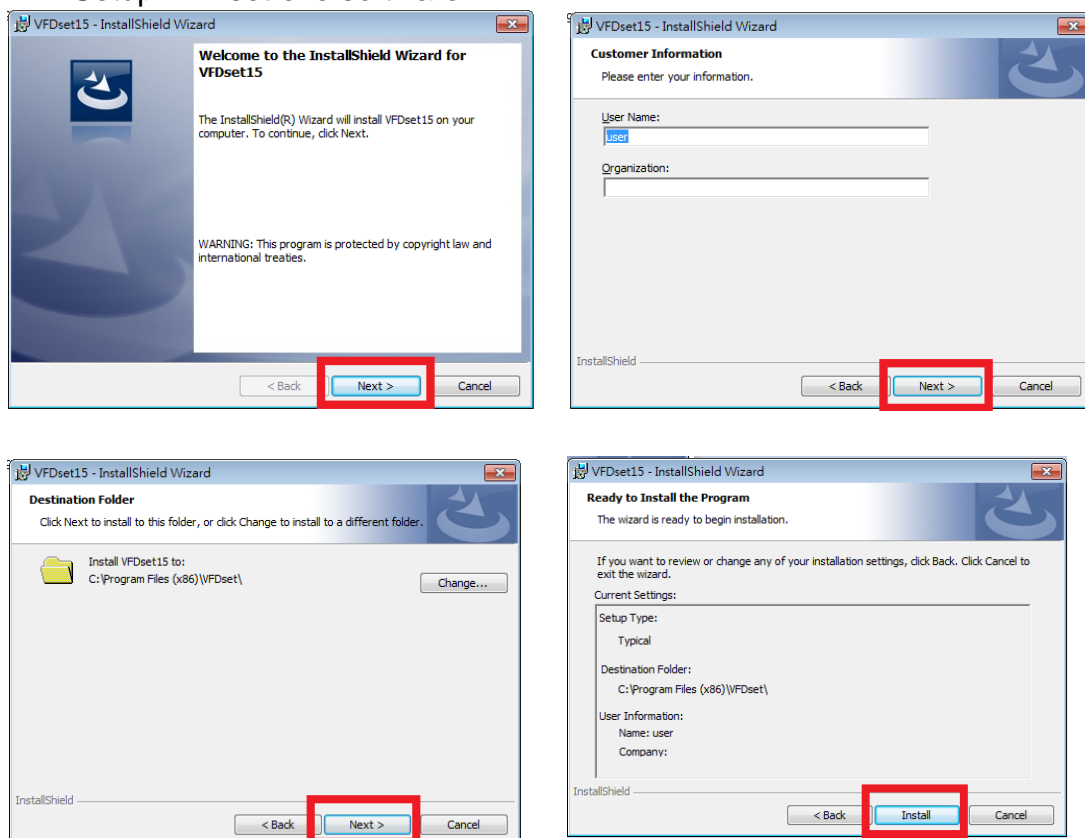 VFDset15 - InstallShield Wizard
Welcome to the InstallShield Wizard for
VFDset15
The InstallShield(R) Wizard will install VFDset15 on your
computer. To continue, click Next.
WARNING: This program is protected by copyright law and
international treaties.
< Back Next > Cancel
VFDset15 - InstallShield Wizard
Customer Information
Please enter your information.
User Name:
user
Organization:
InstallShield
< Back Next > Cancel
VFDset15 - InstallShield Wizard
Destination Folder
Click Next to install to this folder, or click Change to install to a different folder.
Install VFDset15 to:
C:\Program Files (x86)\VFDset\
Change...
InstallShield
< Back Next > Cancel
VFDset15 - InstallShield Wizard
Ready to Install the Program
The wizard is ready to begin installation.
If you want to review or change any of your installation settings, click Back. Click Cancel to
exit the wizard.
Current Settings:
Setup Type:
Typical
Destination Folder:
C:\Program Files (x86)\VFDset\
User Information:
Name: user
Company:
InstallShield
< Back Install Cancel